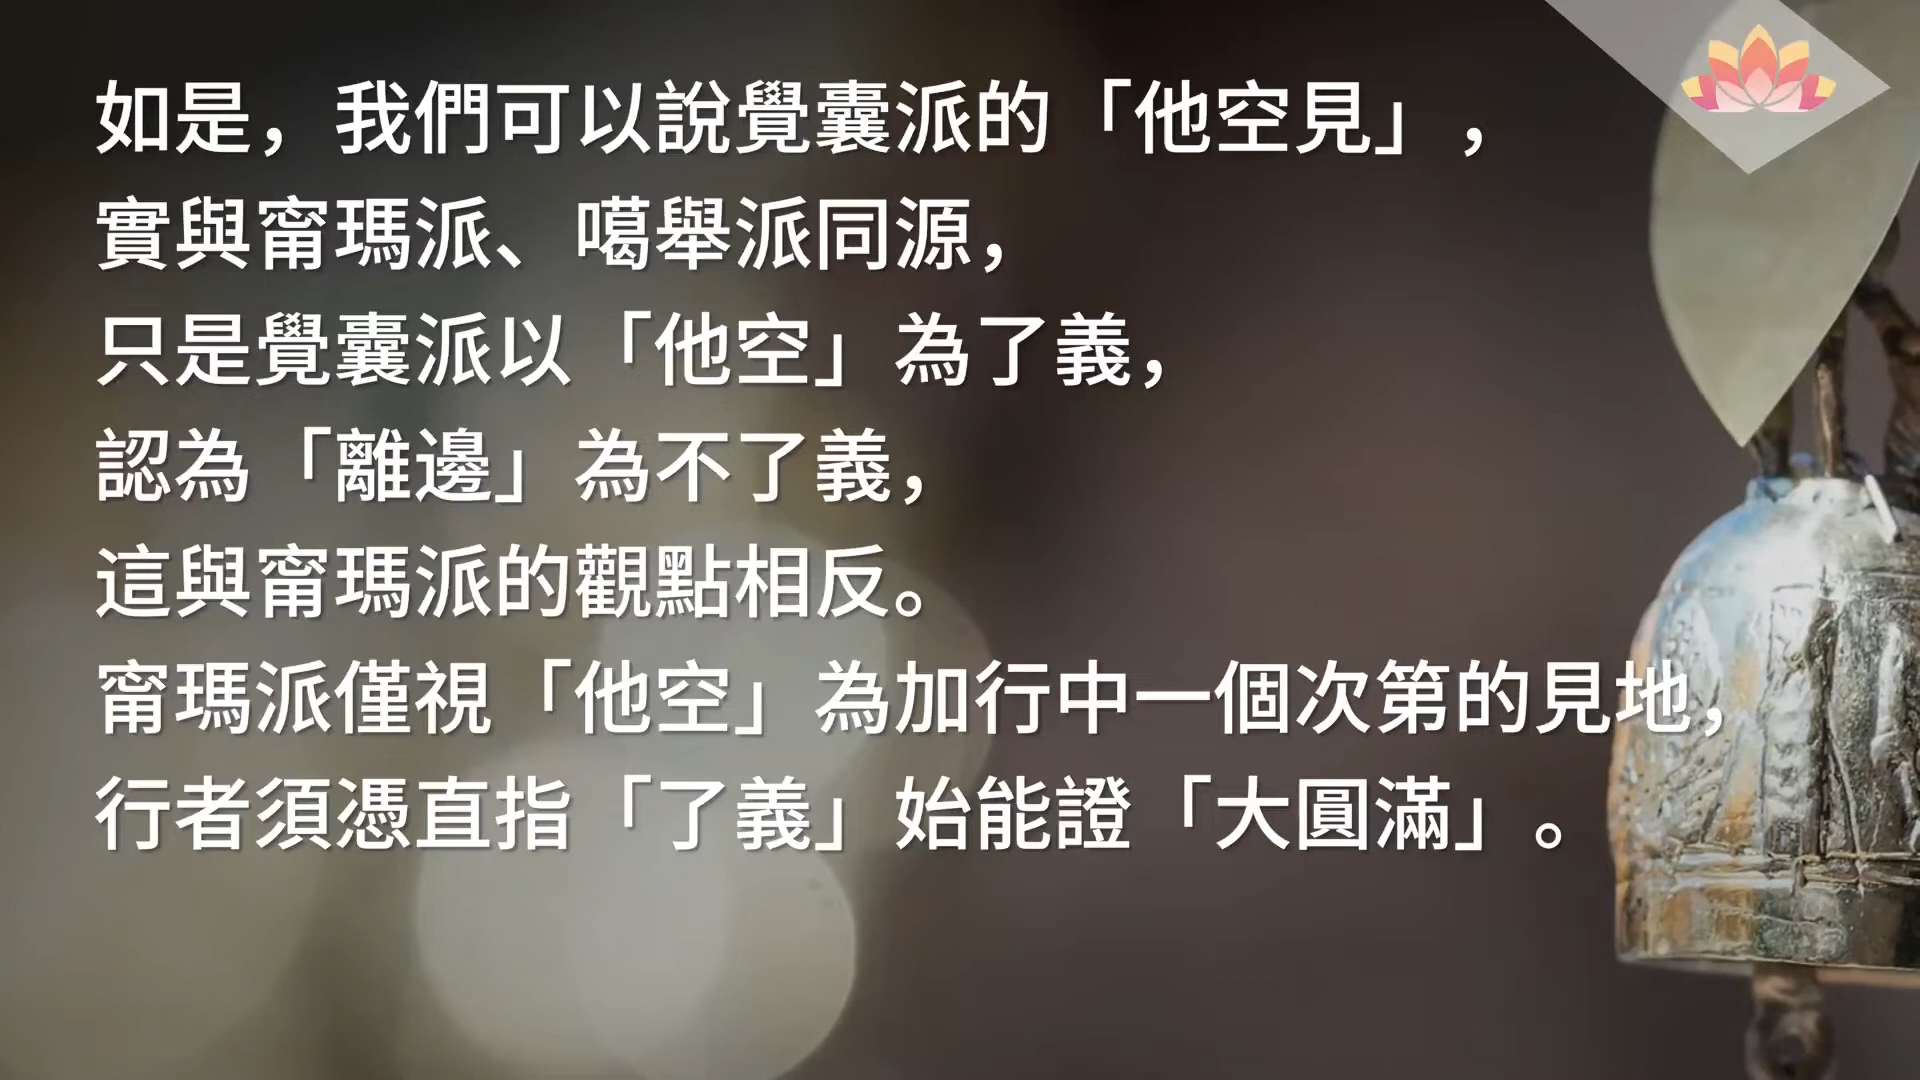 如是，我們可以說覺囊派的「他空見」，
實與甯瑪派、噶舉派同源，
只是覺囊派以「他空」為了義，
認為「離邊」為不了義，
這與甯瑪派的觀點相反。
甯瑪派僅視「他空」為加行中一個次第的見地，
行者須憑直指「了義」始能證「大圓滿」。